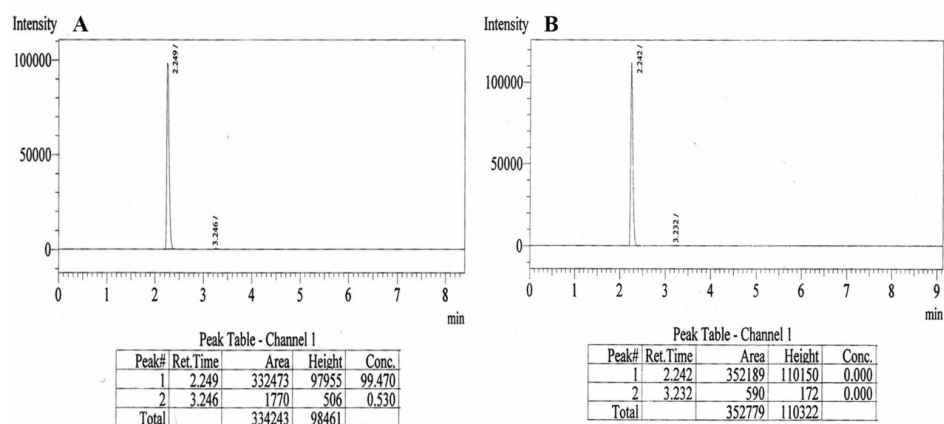 Intensity A
100000
50000
0
2.249 /
3.246 /
0 1 2 3 4 5 6 7 8
min
Peak Table - Channel 1
Peak# Ret.Time Area Height Conc.
1 2.249 332473 97955 99.470
2 3.246 1770 506 0.530
Total 334243 98461
Intensity B
100000
50000
0
2.242 /
3.232 /
0 1 2 3 4 5 6 7 8 9
min
Peak Table - Channel 1
Peak# Ret.Time Area Height Conc.
1 2.242 352189 110150 0.000
2 3.232 590 172 0.000
Total 352779 110322